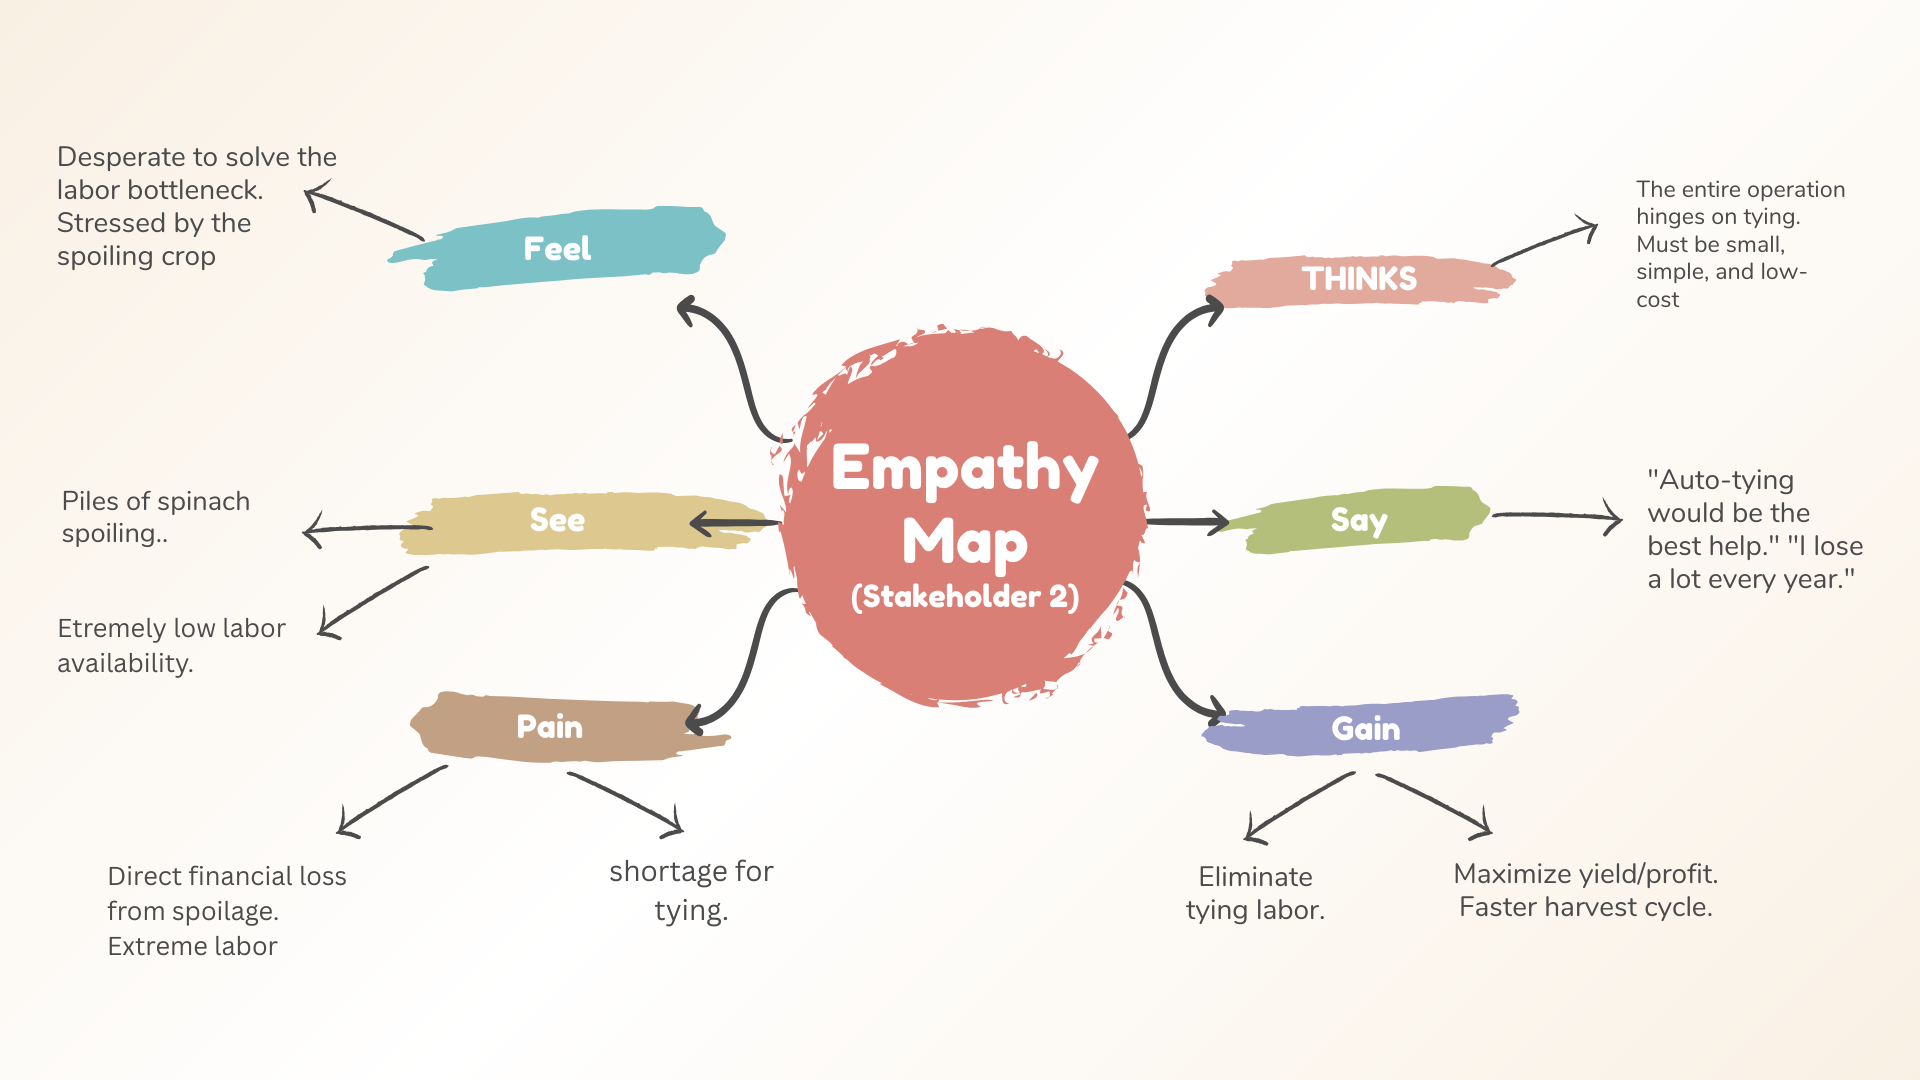 Desperate to solve the
labor bottleneck.
Stressed by the
spoiling crop
Feel
THINKS
The entire operation
hinges on tying.
Must be small,
simple, and low-
cost
Empathy
Map
(Stakeholder 2)
See
Piles of spinach
spoiling..
Etremely low labor
availability.
Say
"Auto-tying
would be the
best help." "I lose
a lot every year."
Pain
Direct financial loss
from spoilage.
Extreme labor
shortage for
tying.
Gain
Eliminate
tying labor.
Maximize yield/profit.
Faster harvest cycle.